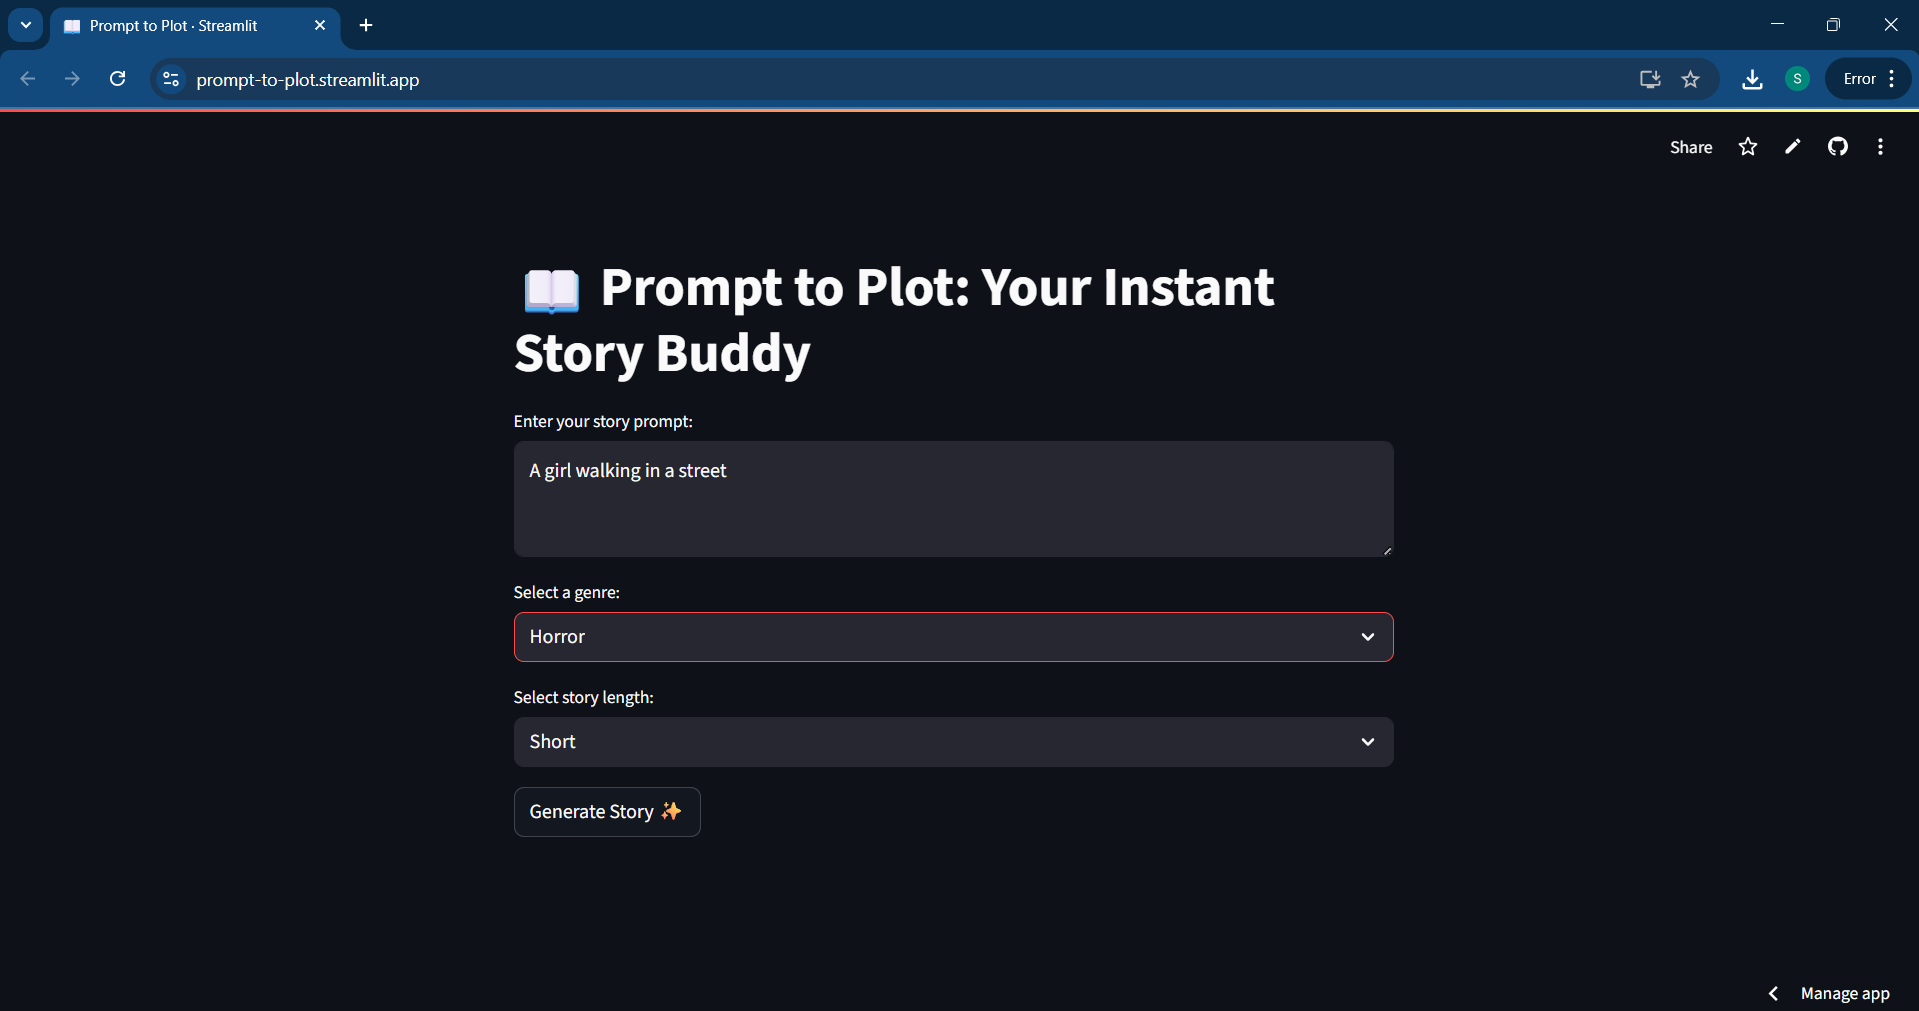 Prompt to Plot · Streamlit
prompt-to-plot.streamlit.app
S
Error
Share
📖 Prompt to Plot: Your Instant
Story Buddy
Enter your story prompt:
A girl walking in a street
Select a genre:
Horror
Select story length:
Short
Generate Story ✨
Manage app